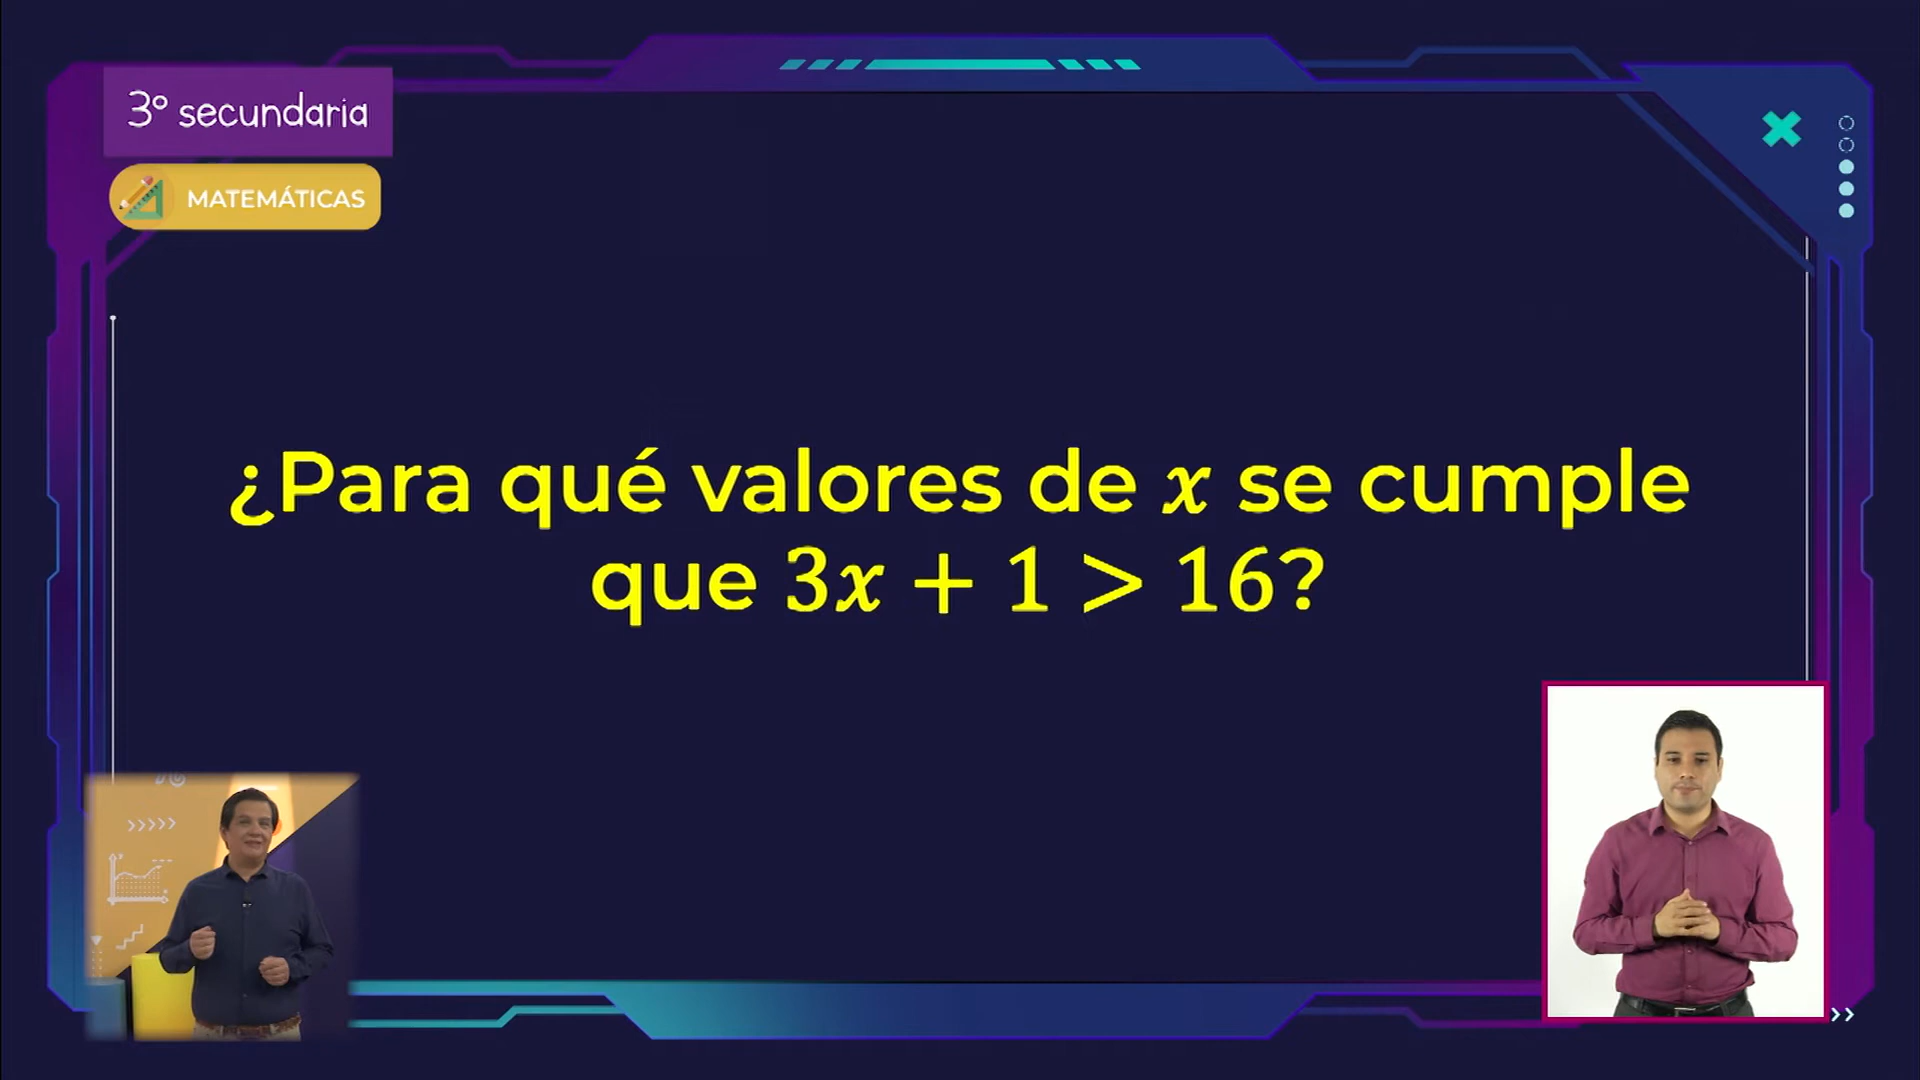 3° secundaria
MATEMÁTICAS
¿Para qué valores de x se cumple
que 3x + 1 > 16?